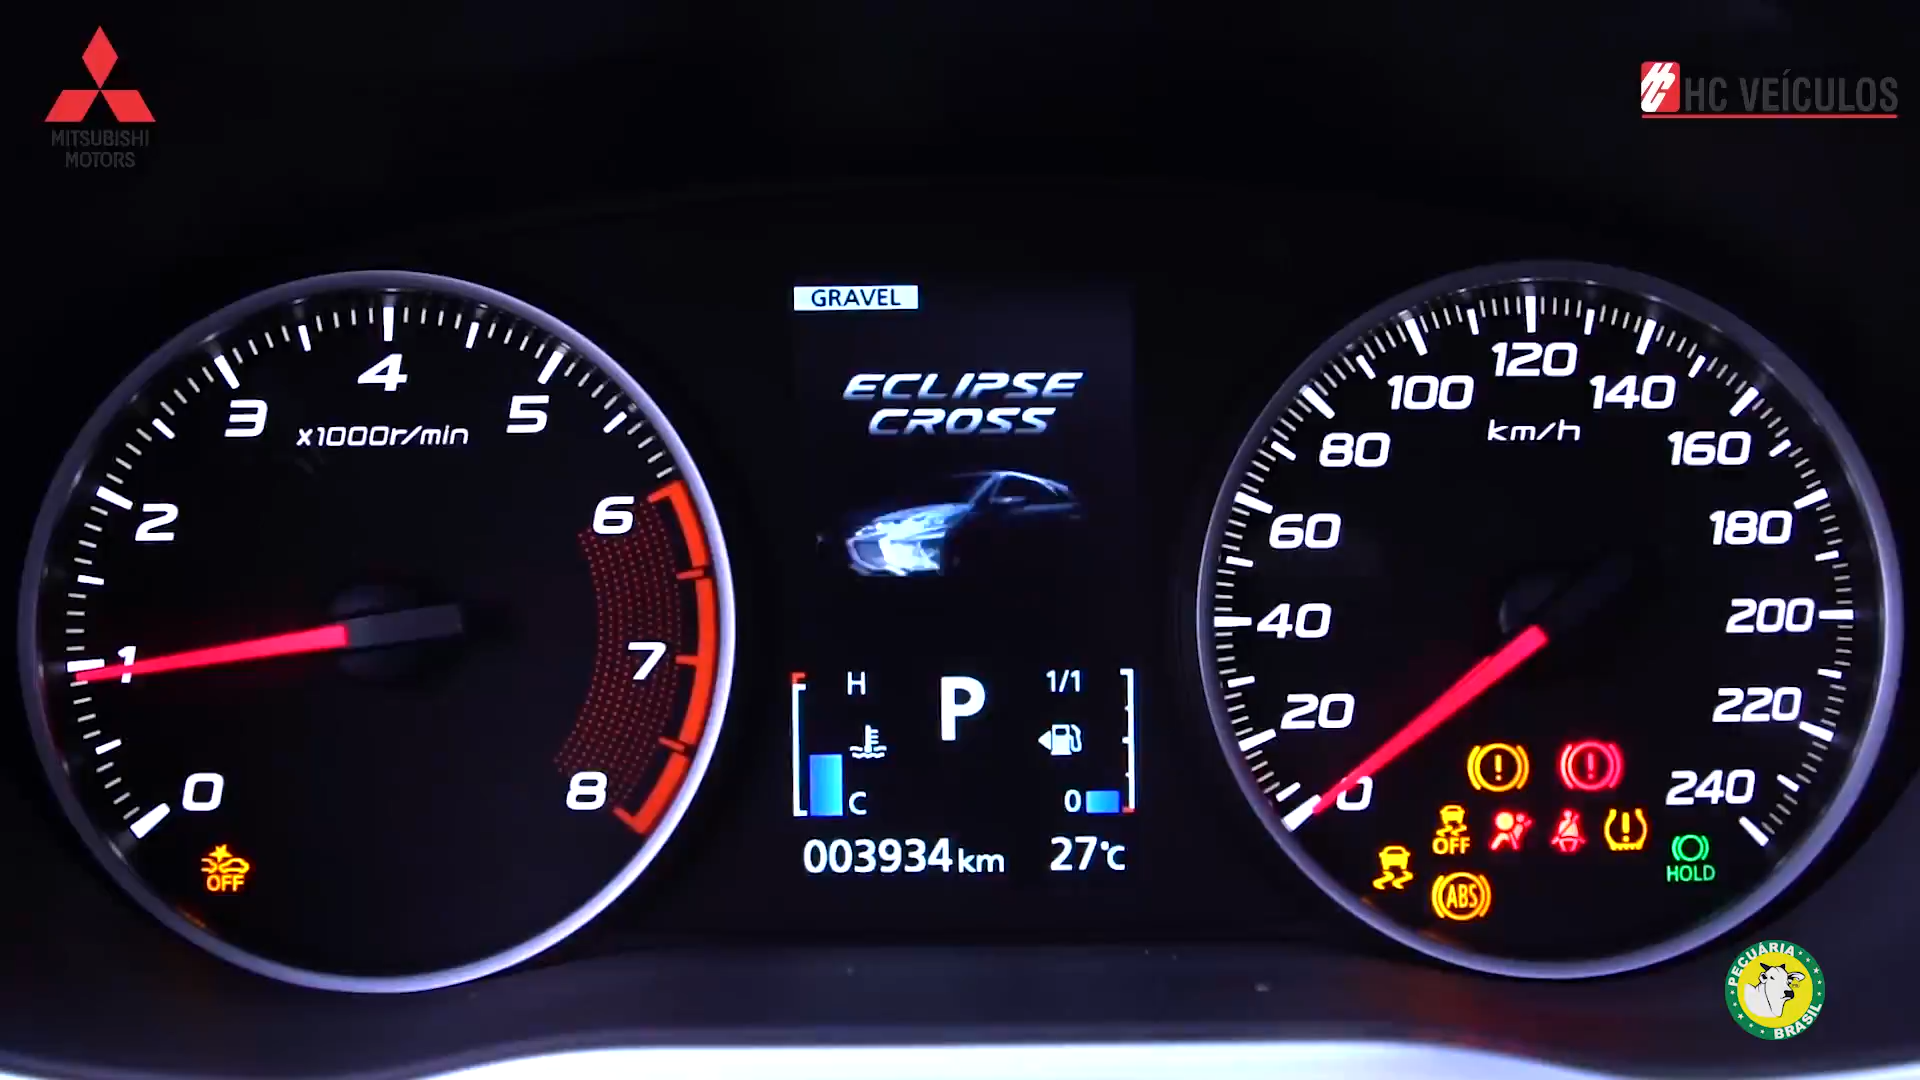 MITSUBISHI
MOTORS
HC VEÍCULOS
0
1
2
3
4
5
6
7
8
x1000r/min
OFF
GRAVEL
ECLIPSE
CROSS
H
C
P
1/1
0
003934 km
27°C
0
20
40
60
80
100
120
140
160
180
200
220
240
km/h
OFF
ABS
HOLD
PECUÁRIA
BRASIL